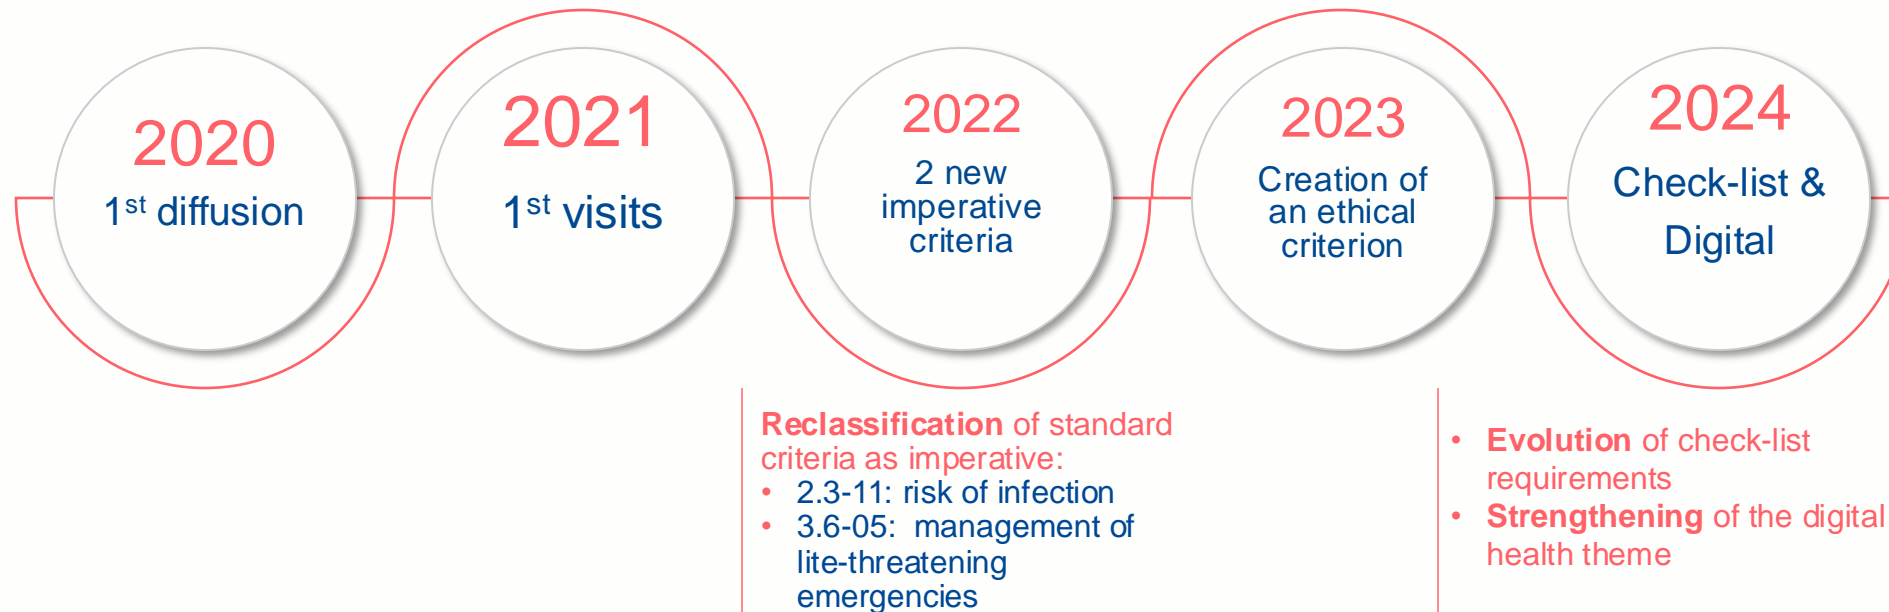 2020
1st diffusion
2021
1st visits
2022
2 new
imperative
criteria
2023
Creation of
an ethical
criterion
2024
Check-list &
Digital
Reclassification of standard
criteria as imperative:
• 2.3-11: risk of infection
• 3.6-05: management of
lite-threatening
emergencies
• Evolution of check-list
requirements
• Strengthening of the digital
health theme